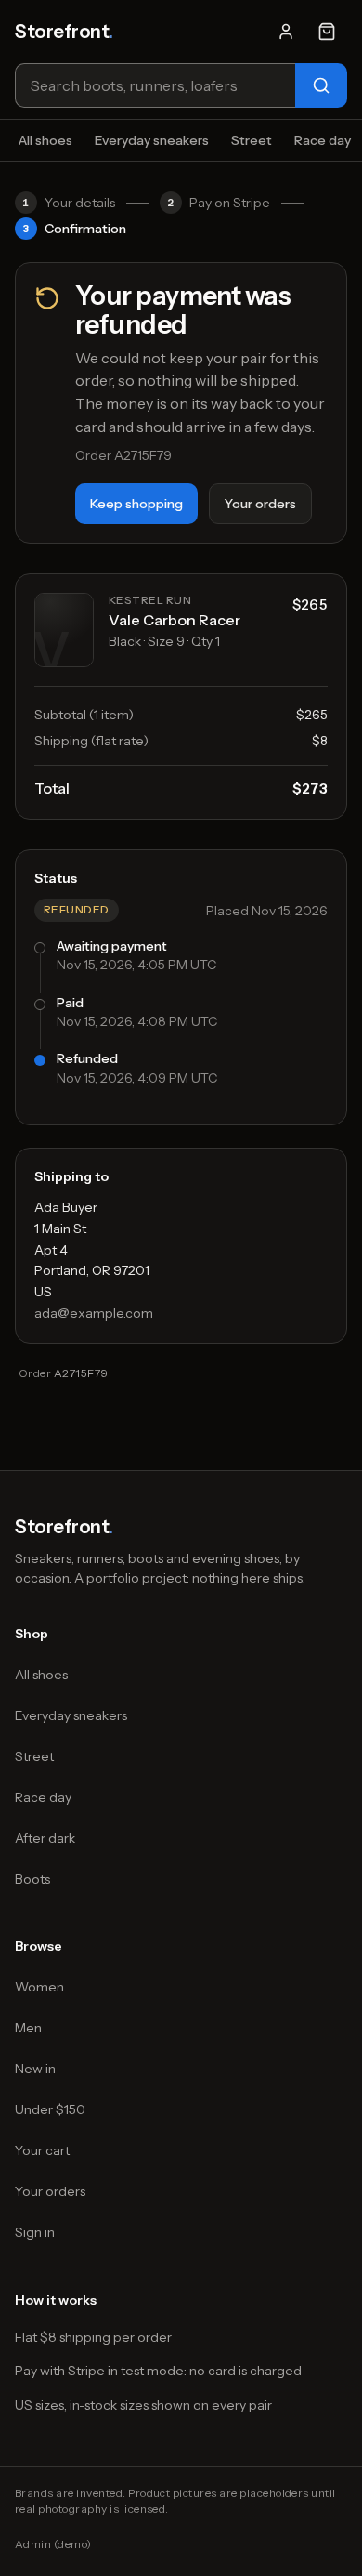 Storefront.
Search boots, runners, loafers
All shoes Everyday sneakers Street Race day
1 Your details 2 Pay on Stripe
3 Confirmation
Your payment was
refunded
We could not keep your pair for this
order, so nothing will be shipped.
The money is on its way back to your
card and should arrive in a few days.
Order A2715F79
Keep shopping Your orders
KESTREL RUN $265
Vale Carbon Racer
Black · Size 9 · Qty 1
Subtotal (1 item) $265
Shipping (flat rate) $8
Total $273
Status
REFUNDED Placed Nov 15, 2026
Awaiting payment
Nov 15, 2026, 4:05 PM UTC
Paid
Nov 15, 2026, 4:08 PM UTC
Refunded
Nov 15, 2026, 4:09 PM UTC
Shipping to
Ada Buyer
1 Main St
Apt 4
Portland, OR 97201
US
ada@example.com
Order A2715F79
Storefront.
Sneakers, runners, boots and evening shoes, by
occasion. A portfolio project: nothing here ships.
Shop
All shoes
Everyday sneakers
Street
Race day
After dark
Boots
Browse
Women
Men
New in
Under $150
Your cart
Your orders
Sign in
How it works
Flat $8 shipping per order
Pay with Stripe in test mode: no card is charged
US sizes, in-stock sizes shown on every pair
Brands are invented. Product pictures are placeholders until
real photography is licensed.
Admin (demo)